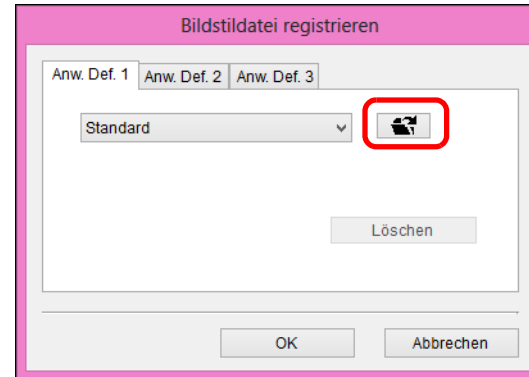 Bildstildatei registrieren
Anw. Def. 1 Anw. Def. 2 Anw. Def. 3
Standard
Löschen
OK Abbrechen